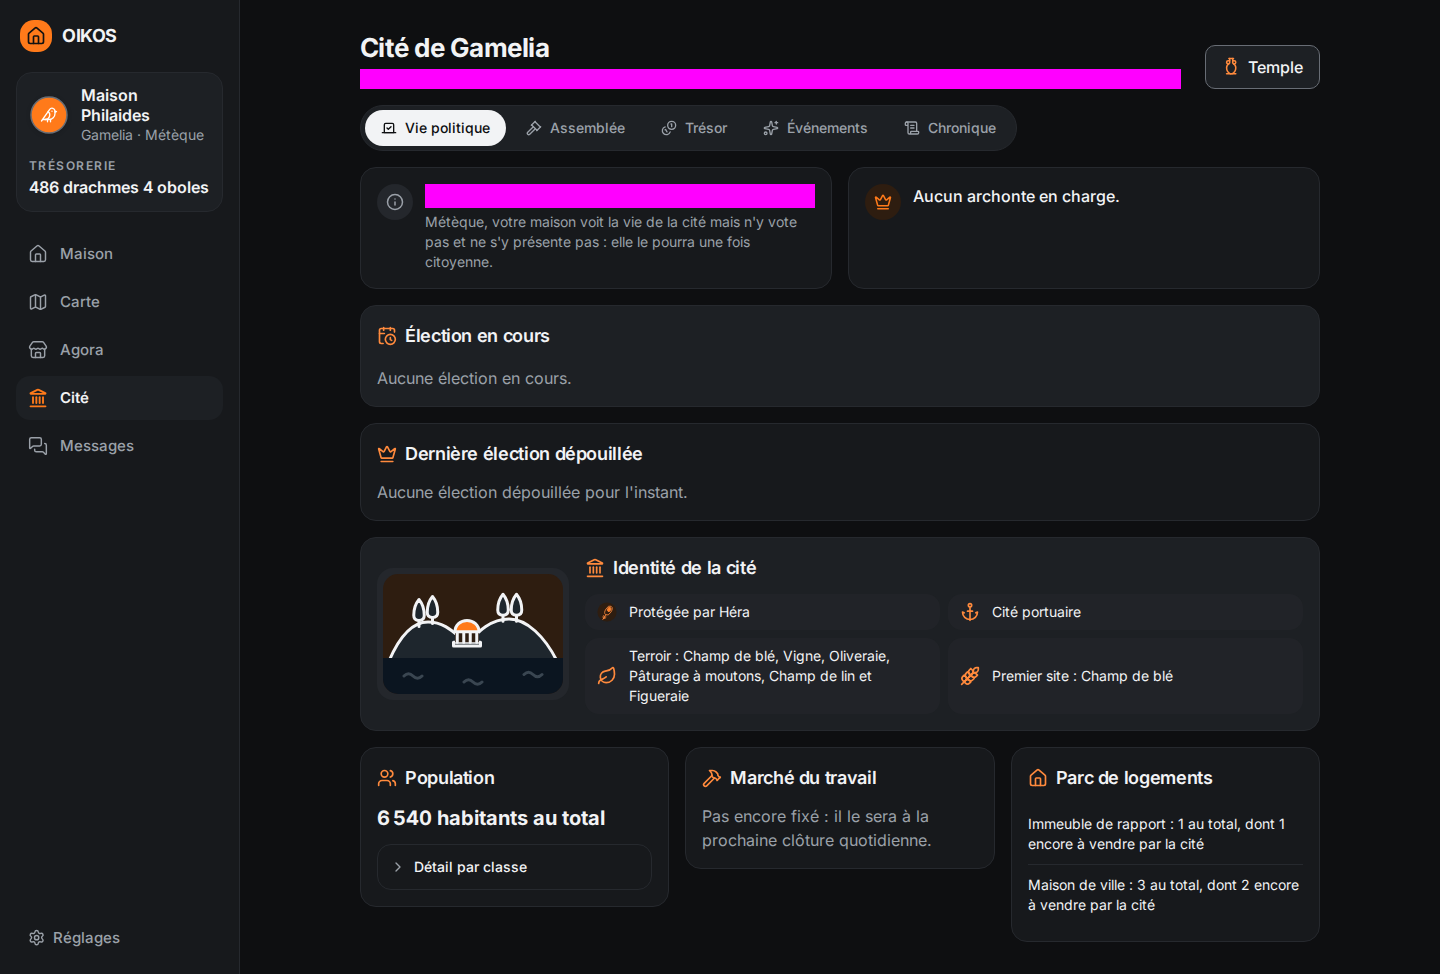 OIKOS
Maison
Philaides
Gamelia · Métèque
TRÉSORERIE
486 drachmes 4 oboles
Maison
Carte
Agora
Cité
Messages
Réglages
Cité de Gamelia
Temple
Vie politique
Assemblée
Trésor
Événements
Chronique
Métèque, votre maison voit la vie de la cité mais n'y vote
pas et ne s'y présente pas : elle le pourra une fois
citoyenne.
Aucun archonte en charge.
Élection en cours
Aucune élection en cours.
Dernière élection dépouillée
Aucune élection dépouillée pour l'instant.
Identité de la cité
Protégée par Héra
Cité portuaire
Terroir : Champ de blé, Vigne, Oliveraie,
Pâturage à moutons, Champ de lin et
Figueraie
Premier site : Champ de blé
Population
6 540 habitants au total
Détail par classe
Marché du travail
Pas encore fixé : il le sera à la
prochaine clôture quotidienne.
Parc de logements
Immeuble de rapport : 1 au total, dont 1
encore à vendre par la cité
Maison de ville : 3 au total, dont 2 encore
à vendre par la cité